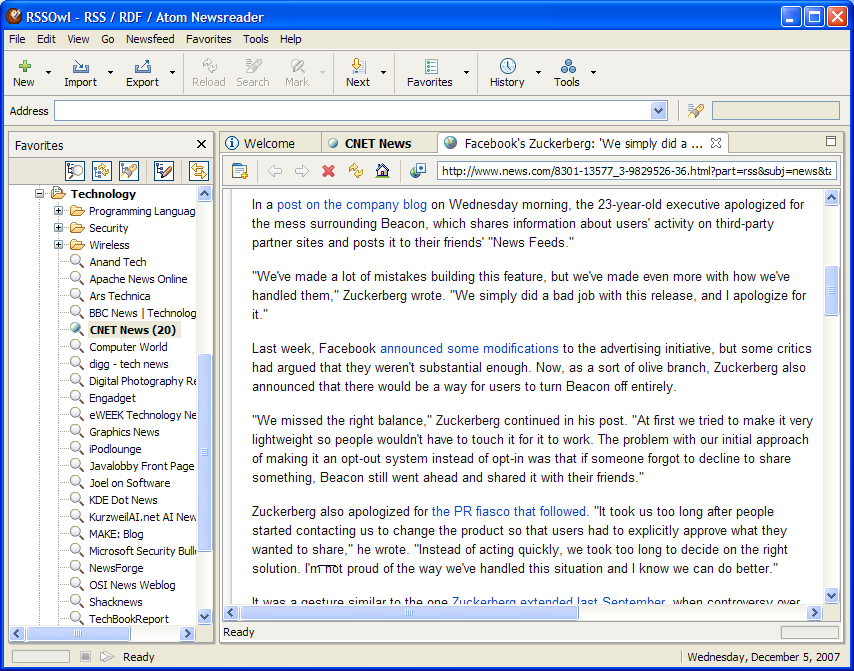 RSSOwl - RSS / RDF / Atom Newsreader
File Edit View Go Newsfeed Favorites Tools Help
New Import Export Reload Search Mark Next Favorites History Tools
Address
Favorites
Technology
Programming Languag
Security
Wireless
Anand Tech
Apache News Online
Ars Technica
BBC News | Technolog
CNET News (20)
Computer World
digg - tech news
Digital Photography Re
Engadget
eWEEK Technology Ne
Graphics News
iPodlounge
Javalobby Front Page
Joel on Software
KDE Dot News
KurzweilAI.net AI New
MAKE: Blog
Microsoft Security Bull
NewsForge
OSI News Weblog
Shacknews
TechBookReport
Welcome CNET News Facebook's Zuckerberg: 'We simply did a ...
http://www.news.com/8301-13577_3-9829526-36.html?part=rss&subj=news&ta
In a post on the company blog on Wednesday morning, the 23-year-old executive apologized for
the mess surrounding Beacon, which shares information about users' activity on third-party
partner sites and posts it to their friends' "News Feeds."
"We've made a lot of mistakes building this feature, but we've made even more with how we've
handled them," Zuckerberg wrote. "We simply did a bad job with this release, and I apologize for
it."
Last week, Facebook announced some modifications to the advertising initiative, but some critics
had argued that they weren't substantial enough. Now, as a sort of olive branch, Zuckerberg also
announced that there would be a way for users to turn Beacon off entirely.
"We missed the right balance," Zuckerberg continued in his post. "At first we tried to make it very
lightweight so people wouldn't have to touch it for it to work. The problem with our initial approach
of making it an opt-out system instead of opt-in was that if someone forgot to decline to share
something, Beacon still went ahead and shared it with their friends."
Zuckerberg also apologized for the PR fiasco that followed. "It took us too long after people
started contacting us to change the product so that users had to explicitly approve what they
wanted to share," he wrote. "Instead of acting quickly, we took too long to decide on the right
solution. I'm not proud of the way we've handled this situation and I know we can do better."
It was a gesture similar to the one Zuckerberg extended last September, when controversy over
Ready
Ready
Wednesday, December 5, 2007